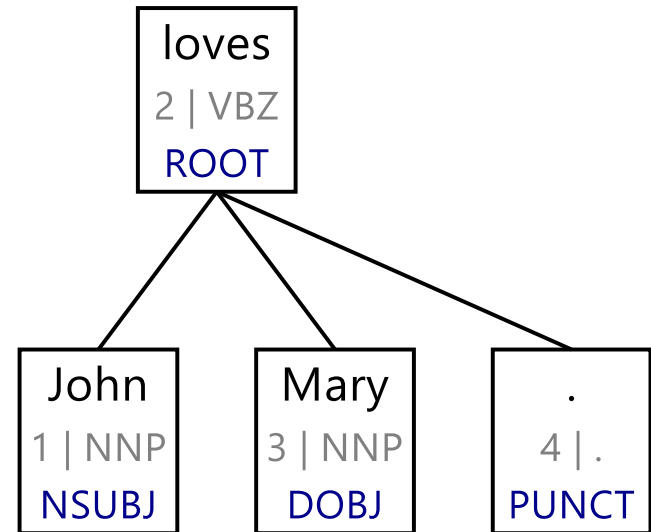 loves
2 | VBZ
ROOT
John
1 | NNP
NSUBJ
Mary
3 | NNP
DOBJ
.
4 | .
PUNCT